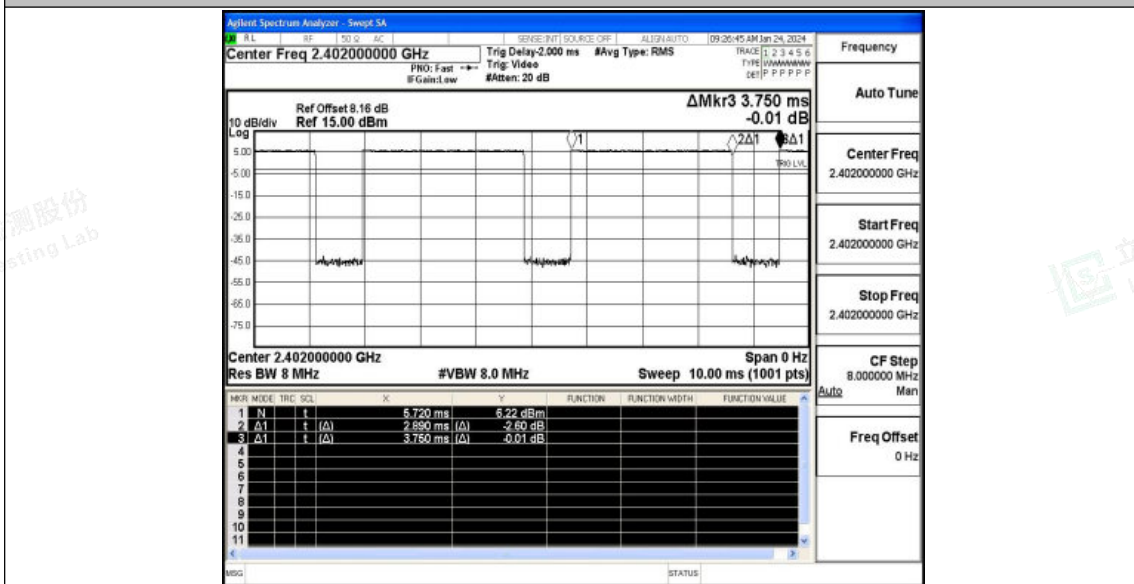 Agilent Spectrum Analyzer - Swept SA
RL RF 50 Ω AC SENSE:INT SOURCE OFF ALIGN AUTO 09:26:45 AM Jan 24, 2024
Center Freq 2.402000000 GHz
PNO: Fast
IFGain:Low
Trig Delay-2.000 ms #Avg Type: RMS
Trig: Video
#Atten: 20 dB
TRACE 1 2 3 4 5 6
TYPE WWWWWWW
DET P P P P P P
Frequency
Auto Tune
Center Freq
2.402000000 GHz
Start Freq
2.402000000 GHz
Stop Freq
2.402000000 GHz
CF Step
8.000000 MHz
Auto Man
Freq Offset
0 Hz
ΔMkr3 3.750 ms
-0.01 dB
Ref Offset 8.16 dB
10 dB/div Ref 15.00 dBm
Log
1 2Δ1 3Δ1
TRIG LVL
5.00
-5.00
-15.0
-25.0
-35.0
-45.0
-55.0
-65.0
-75.0
Center 2.402000000 GHz Span 0 Hz
Res BW 8 MHz #VBW 8.0 MHz Sweep 10.00 ms (1001 pts)
MKR MODE TRC SCL X Y FUNCTION FUNCTION WIDTH FUNCTION VALUE
1 N t 5.720 ms 6.22 dBm
2 Δ1 t (Δ) 2.890 ms (Δ) -2.60 dB
3 Δ1 t (Δ) 3.750 ms (Δ) -0.01 dB
4
5
6
7
8
9
10
11
MSG STATUS
测股份
sting Lab
立